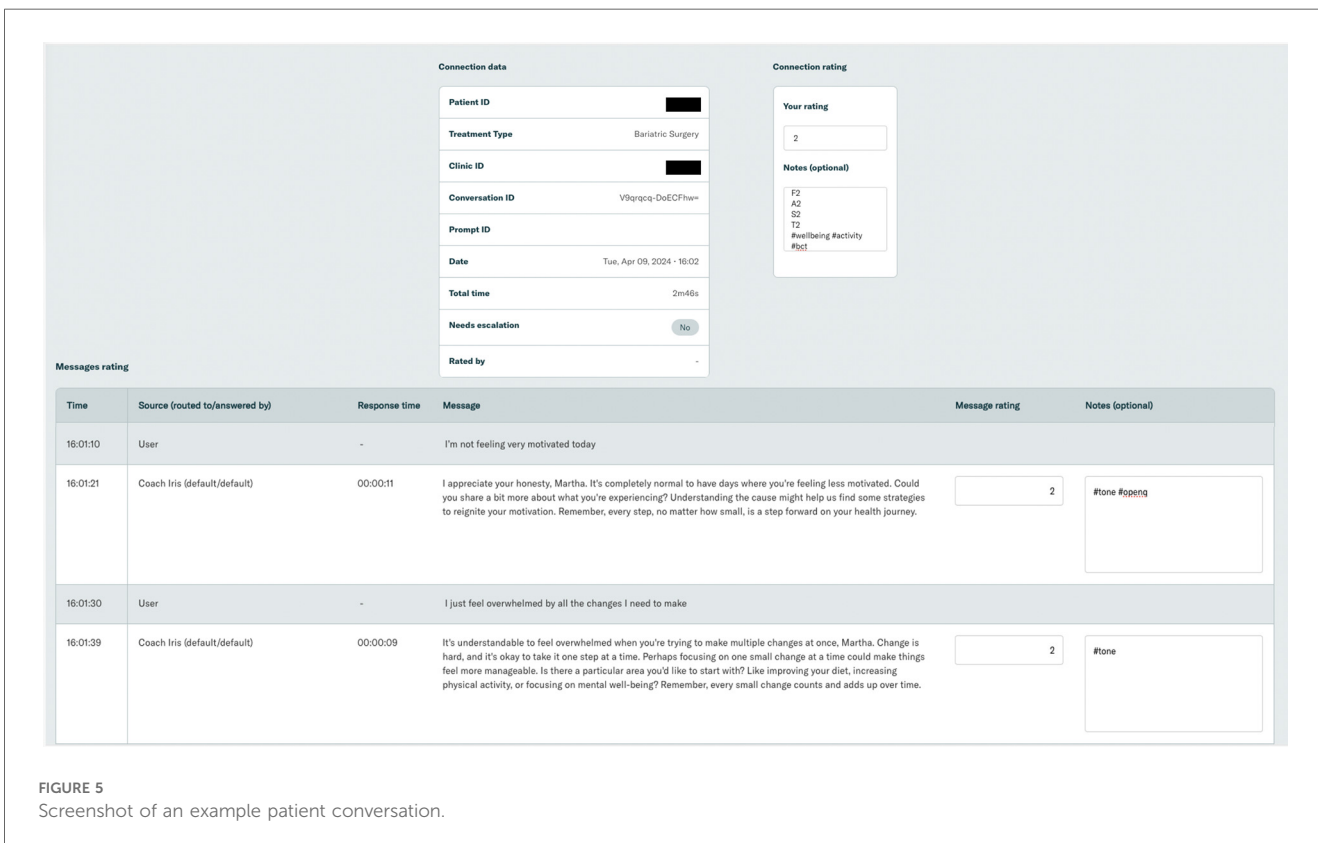 Connection data
Patient ID
Treatment Type Bariatric Surgery
Clinic ID
Conversation ID V9qrqcq-DoECFhw=
Prompt ID
Date Tue, Apr 09, 2024 - 16:02
Total time 2m46s
Needs escalation No
Rated by -
Connection rating
Your rating
2
Notes (optional)
F2
A2
S2
T2
#wellbeing #activity
#bct
Messages rating
Time Source (routed to/answered by) Response time Message Message rating Notes (optional)
16:01:10 User - I'm not feeling very motivated today
16:01:21 Coach Iris (default/default) 00:00:11 I appreciate your honesty, Martha. It's completely normal to have days where you're feeling less motivated. Could 2 #tone #openq
you share a bit more about what you're experiencing? Understanding the cause might help us find some strategies
to reignite your motivation. Remember, every step, no matter how small, is a step forward on your health journey.
16:01:30 User - I just feel overwhelmed by all the changes I need to make
16:01:39 Coach Iris (default/default) 00:00:09 It's understandable to feel overwhelmed when you're trying to make multiple changes at once, Martha. Change is 2 #tone
hard, and it's okay to take it one step at a time. Perhaps focusing on one small change at a time could make things
feel more manageable. Is there a particular area you'd like to start with? Like improving your diet, increasing
physical activity, or focusing on mental well-being? Remember, every small change counts and adds up over time.
FIGURE 5
Screenshot of an example patient conversation.